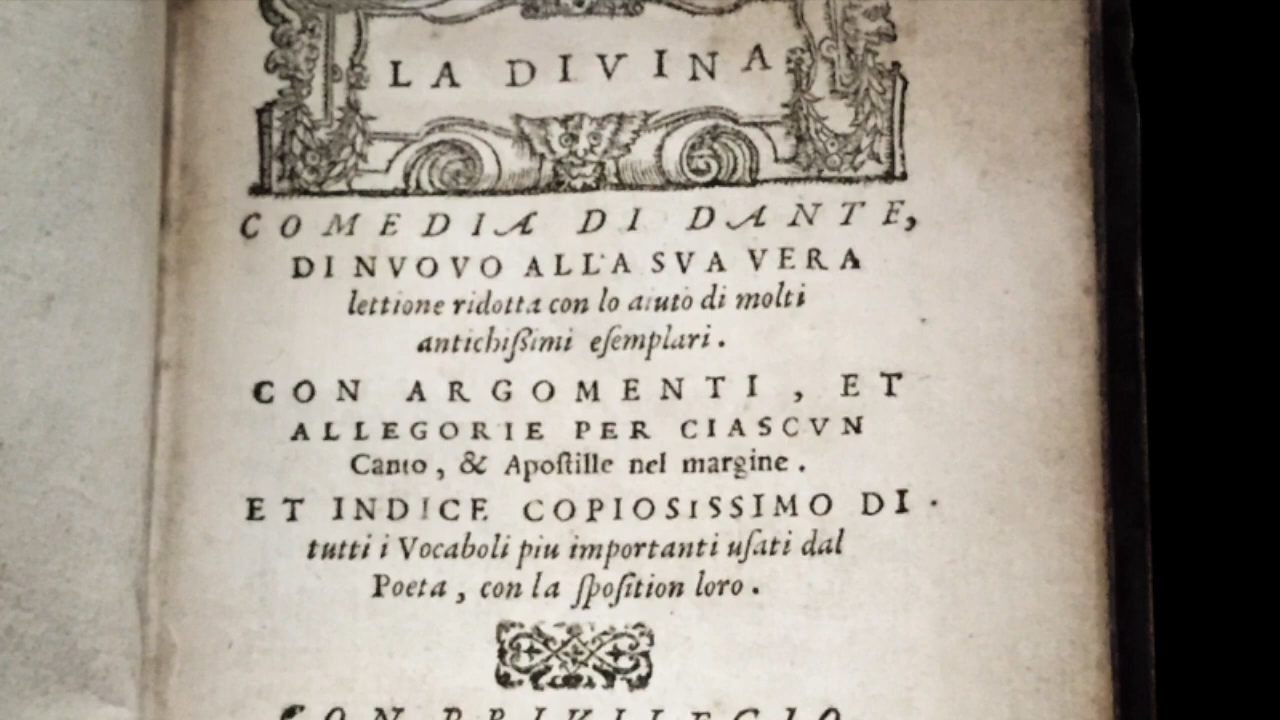 LA DIVINA
COMEDIA DI DANTE,
DI NVOVO ALLA SVA VERA
lettione ridotta con lo aiuto di molti
antichißimi eſemplari.
CON ARGOMENTI, ET
ALLEGORIE PER CIASCVN
Canto, & Apoſtille nel margine.
ET INDICE COPIOSISSIMO DI
tutti i Vocaboli piu importanti uſati dal
Poeta, con la ſpoſition loro.
CON PRIVILEGIO